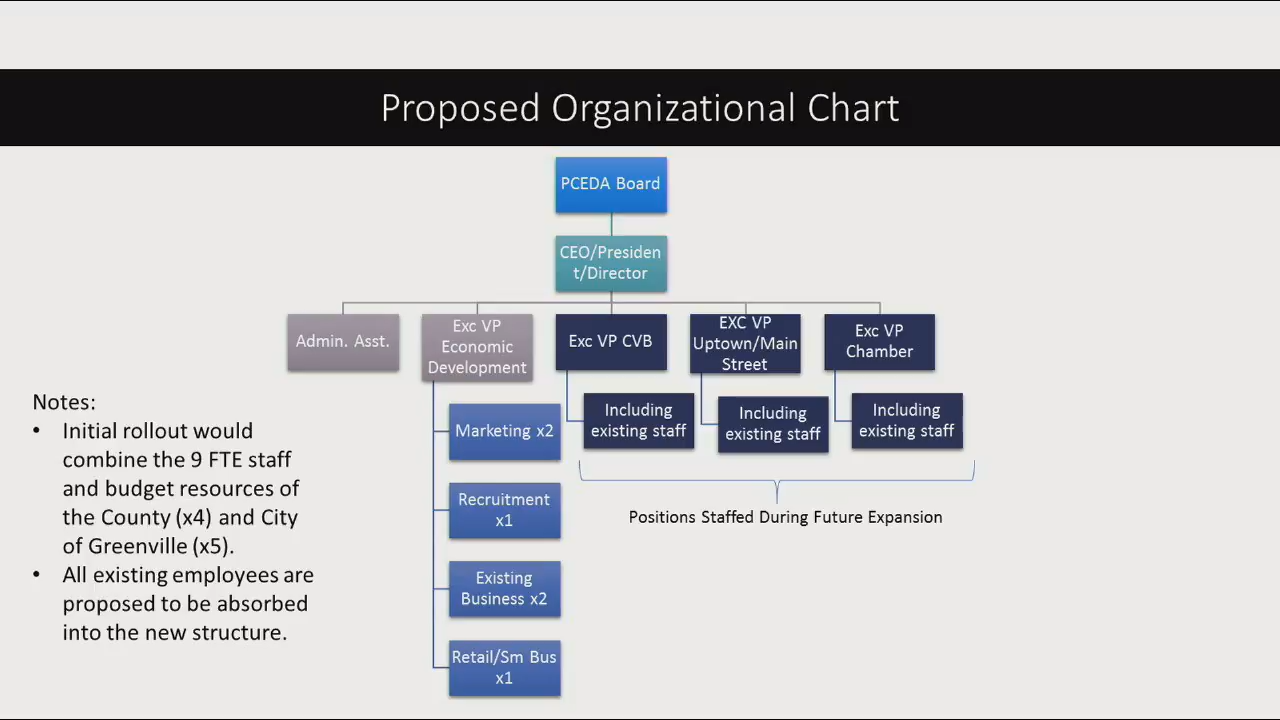 Proposed Organizational Chart
PCEDA Board
CEO/Presiden
t/Director
Admin. Asst.
Exc VP
Economic
Development
Exc VP CVB
EXC VP
Uptown/Main
Street
Exc VP
Chamber
Marketing x2
Recruitment
x1
Existing
Business x2
Retail/Sm Bus
x1
Including
existing staff
Including
existing staff
Including
existing staff
Positions Staffed During Future Expansion
Notes:
• Initial rollout would
combine the 9 FTE staff
and budget resources of
the County (x4) and City
of Greenville (x5).
• All existing employees are
proposed to be absorbed
into the new structure.